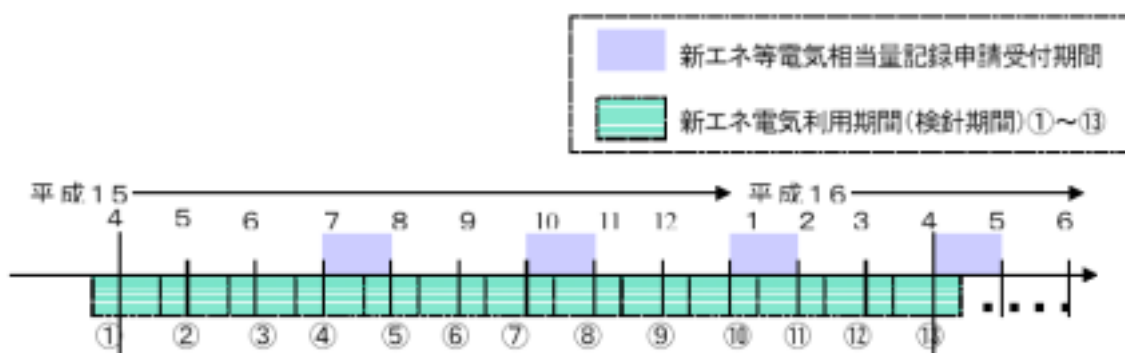 新エネ等電気相当量記録申請受付期間
新エネ電気利用期間(検針期間)①～⑬
平成15 平成16
4 5 6 7 8 9 10 11 12 1 2 3 4 5 6
① ② ③ ④ ⑤ ⑥ ⑦ ⑧ ⑨ ⑩ ⑪ ⑫ ⑬